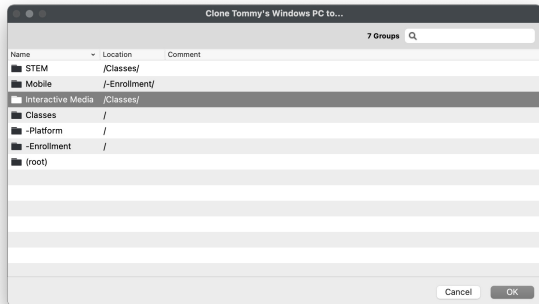 Clone Tommy's Windows PC to...
7 Groups
Name Location Comment
STEM /Classes/
Mobile /-Enrollment/
Interactive Media /Classes/
Classes /
-Platform /
-Enrollment /
(root)
Cancel OK